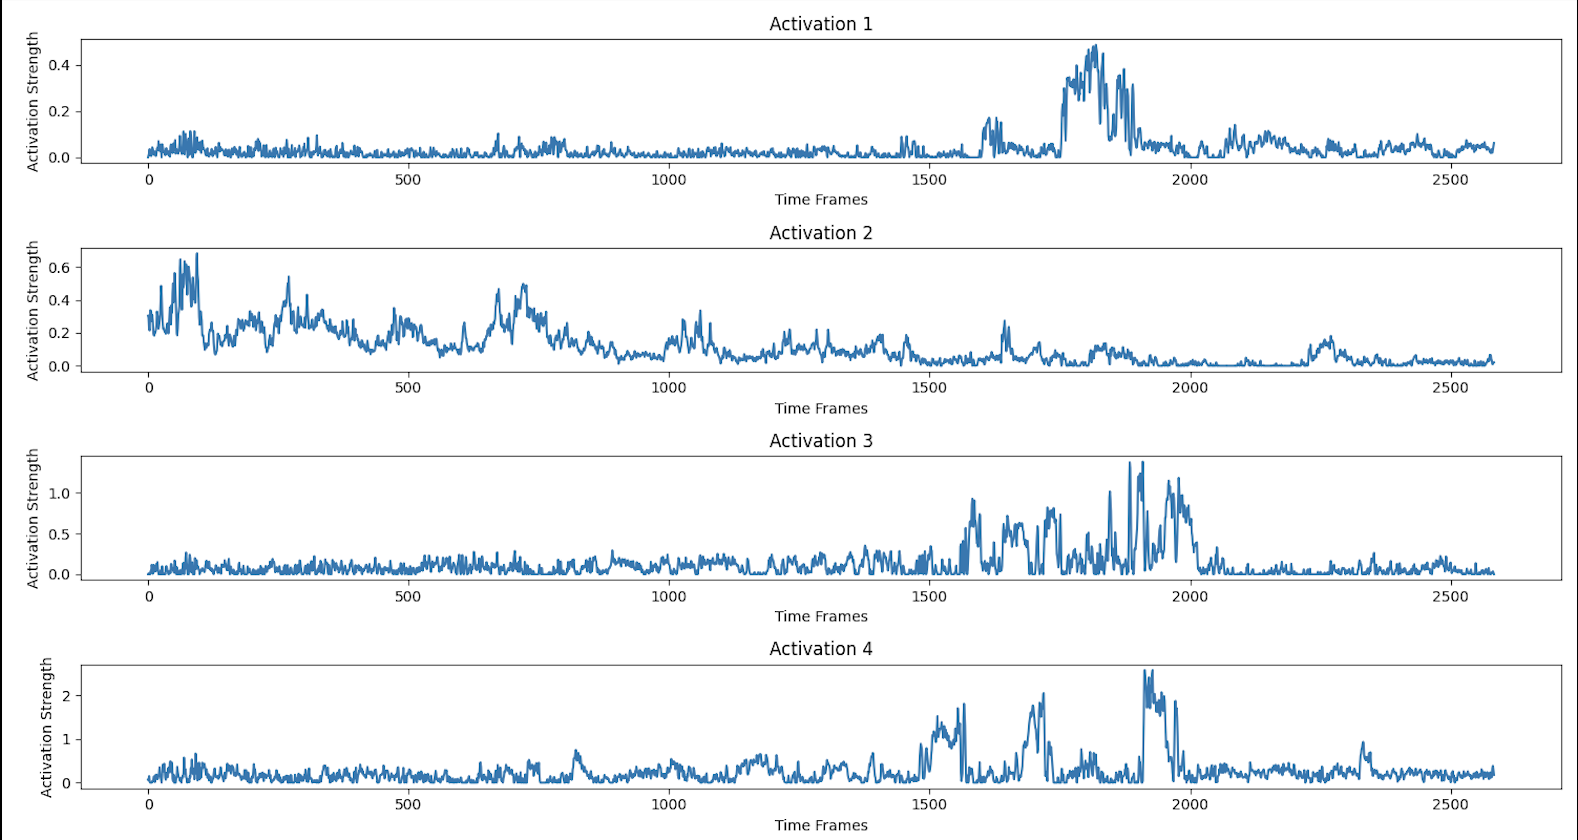 Activation 1
Activation Strength
0.4
0.2
0.0
0 500 1000 1500 2000 2500
Time Frames
Activation 2
Activation Strength
0.6
0.4
0.2
0.0
0 500 1000 1500 2000 2500
Time Frames
Activation 3
Activation Strength
1.0
0.5
0.0
0 500 1000 1500 2000 2500
Time Frames
Activation 4
Activation Strength
2
1
0
0 500 1000 1500 2000 2500
Time Frames